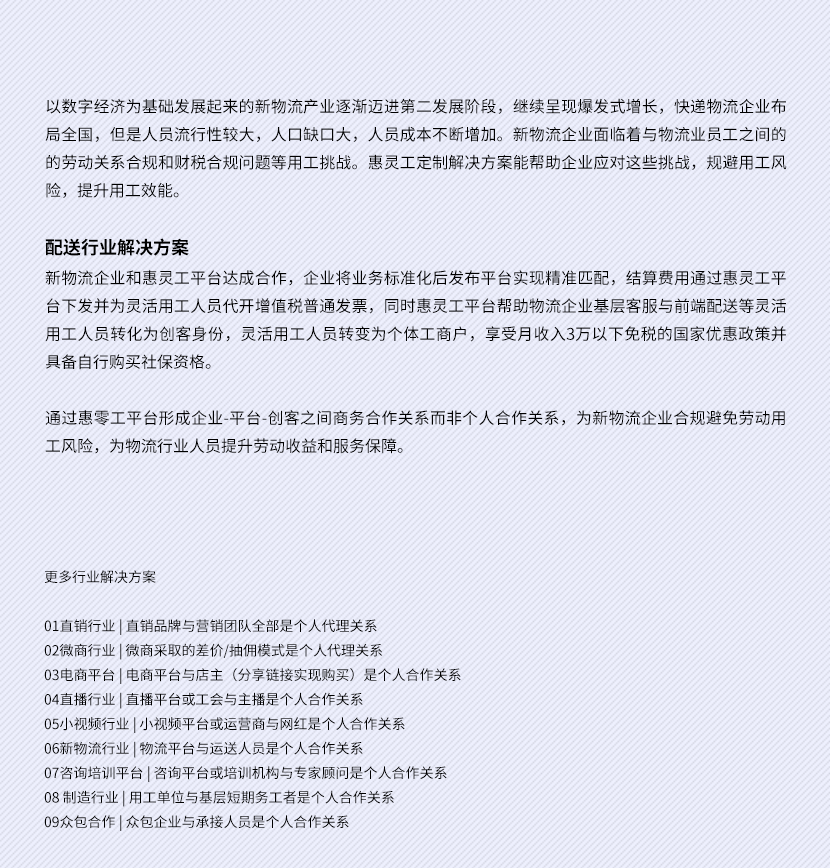 以数字经济为基础发展起来的新物流产业逐渐迈进第二发展阶段，继续呈现爆发式增长，快递物流企业布
局全国，但是人员流行性较大，人口缺口大，人员成本不断增加。新物流企业面临着与物流业员工之间的
的劳动关系合规和财税合规问题等用工挑战。惠灵工定制解决方案能帮助企业应对这些挑战，规避用工风
险，提升用工效能。
配送行业解决方案
新物流企业和惠灵工平台达成合作，企业将业务标准化后发布平台实现精准匹配，结算费用通过惠灵工平
台下发并为灵活用工人员代开增值税普通发票，同时惠灵工平台帮助物流企业基层客服与前端配送等灵活
用工人员转化为创客身份，灵活用工人员转变为个体工商户，享受月收入3万以下免税的国家优惠政策并
具备自行购买社保资格。
通过惠零工平台形成企业-平台-创客之间商务合作关系而非个人合作关系，为新物流企业合规避免劳动用
工风险，为物流行业人员提升劳动收益和服务保障。
更多行业解决方案
01直销行业 | 直销品牌与营销团队全部是个人代理关系
02微商行业 | 微商采取的差价/抽佣模式是个人代理关系
03电商平台 | 电商平台与店主（分享链接实现购买）是个人合作关系
04直播行业 | 直播平台或工会与主播是个人合作关系
05小视频行业 | 小视频平台或运营商与网红是个人合作关系
06新物流行业 | 物流平台与运送人员是个人合作关系
07咨询培训平台 | 咨询平台或培训机构与专家顾问是个人合作关系
08 制造行业 | 用工单位与基层短期务工者是个人合作关系
09众包合作 | 众包企业与承接人员是个人合作关系